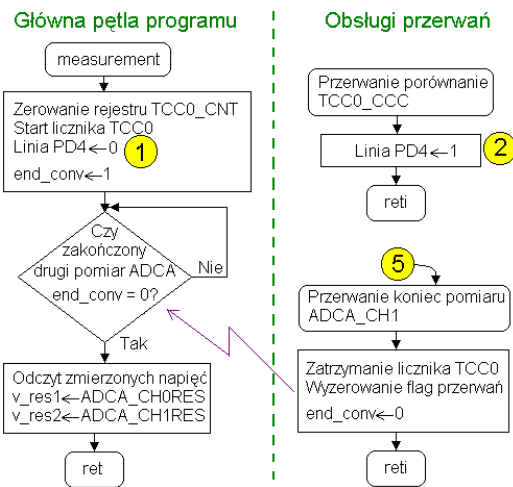 Główna pętla programu
measurement
Zerowanie rejestru TCC0_CNT
Start licznika TCC0
Linia PD4←0
1
end_conv←1
Czy
zakończony
drugi pomiar ADCA
end_conv = 0?
Nie
Tak
Odczyt zmierzonych napięć
v_res1←ADCA_CH0RES
v_res2←ADCA_CH1RES
ret
Obsługi przerwań
Przerwanie porównanie
TCC0_CCC
Linia PD4←1
2
reti
5
Przerwanie koniec pomiaru
ADCA_CH1
Zatrzymanie licznika TCC0
Wyzerowanie flag przerwań
end_conv←0
reti